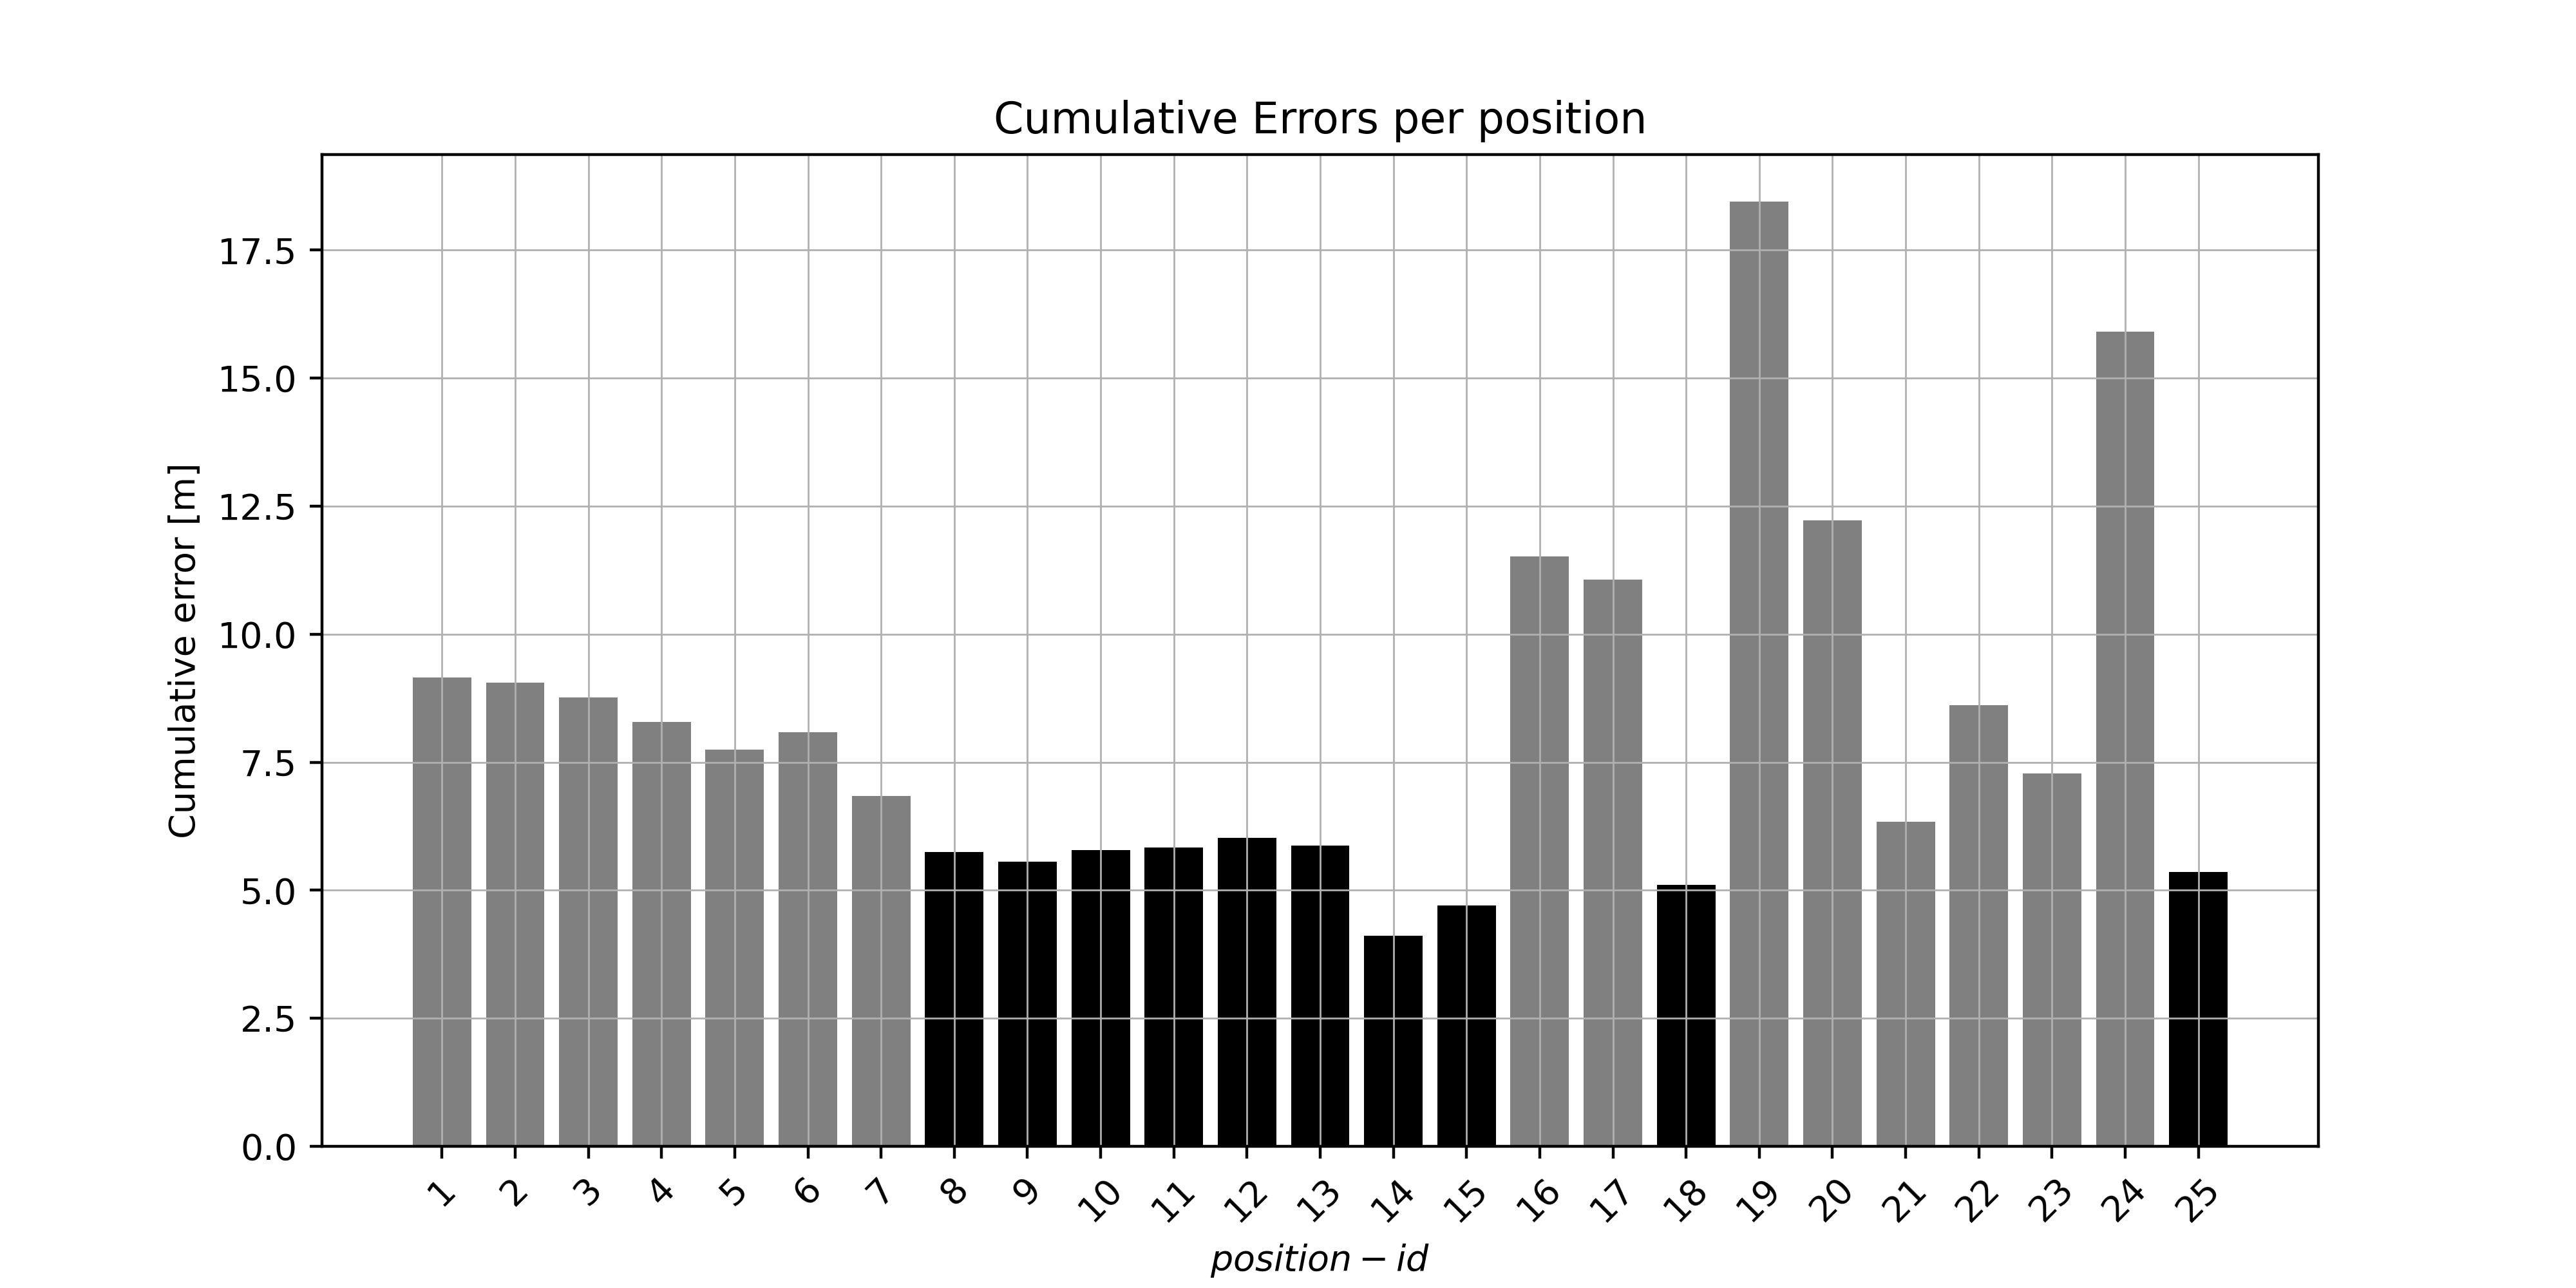 Cumulative Errors per position
Cumulative error [m]
17.5
15.0
12.5
10.0
7.5
5.0
2.5
0.0
1 2 3 4 5 6 7 8 9 10 11 12 13 14 15 16 17 18 19 20 21 22 23 24 25
position − id